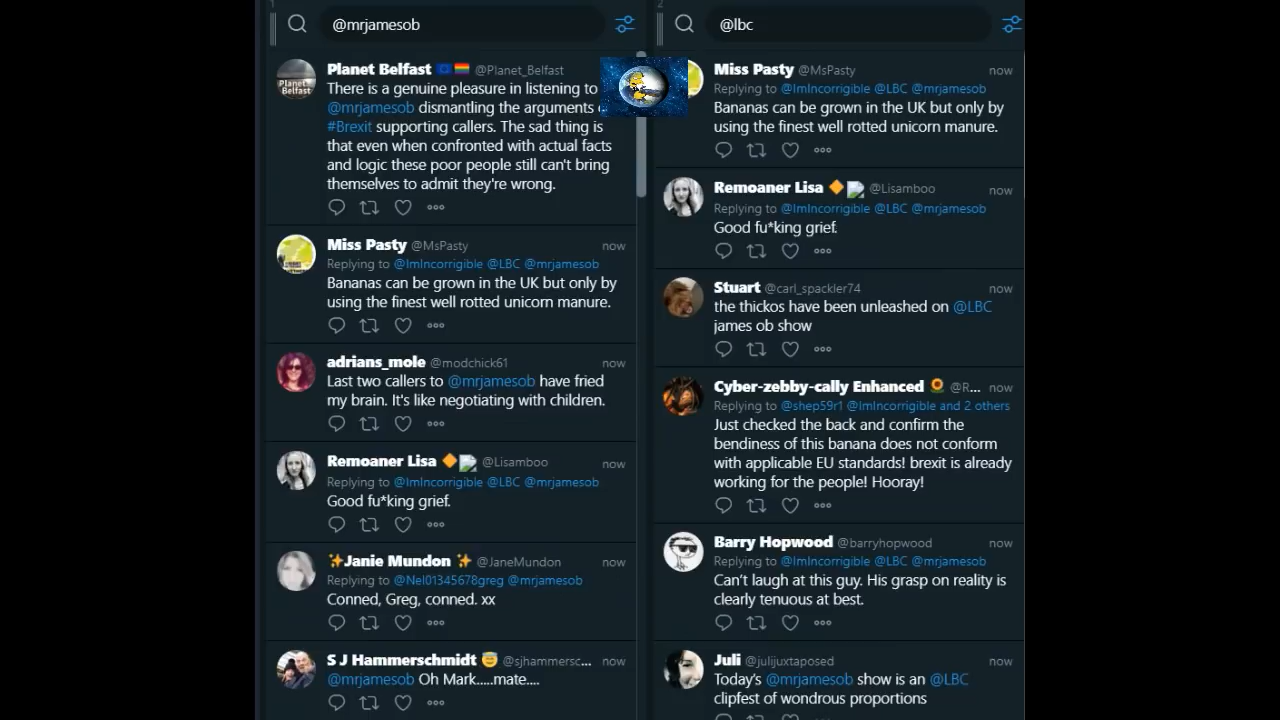 1
@mrjamesob
Planet Belfast @Planet_Belfast
There is a genuine pleasure in listening to
@mrjamesob dismantling the arguments
#Brexit supporting callers. The sad thing is
that even when confronted with actual facts
and logic these poor people still can't bring
themselves to admit they're wrong.
Miss Pasty @MsPasty now
Replying to @ImIncorrigible @LBC @mrjamesob
Bananas can be grown in the UK but only by
using the finest well rotted unicorn manure.
adrians_mole @modchick61 now
Last two callers to @mrjamesob have fried
my brain. It's like negotiating with children.
Remoaner Lisa 🔶 @Lisamboo now
Replying to @ImIncorrigible @LBC @mrjamesob
Good fu*king grief.
✨Janie Mundon ✨ @JaneMundon now
Replying to @Nel01345678greg @mrjamesob
Conned, Greg, conned. xx
S J Hammerschmidt 😇 @sjhammersc... now
@mrjamesob Oh Mark.....mate....
2
@lbc
Miss Pasty @MsPasty now
Replying to @ImIncorrigible @LBC @mrjamesob
Bananas can be grown in the UK but only by
using the finest well rotted unicorn manure.
Remoaner Lisa 🔶 @Lisamboo now
Replying to @ImIncorrigible @LBC @mrjamesob
Good fu*king grief.
Stuart @carl_spackler74 now
the thickos have been unleashed on @LBC
james ob show
Cyber-zebby-cally Enhanced 🌻 @R... now
Replying to @shep59r1 @ImIncorrigible and 2 others
Just checked the back and confirm the
bendiness of this banana does not conform
with applicable EU standards! brexit is already
working for the people! Hooray!
Barry Hopwood @barryhopwood now
Replying to @ImIncorrigible @LBC @mrjamesob
Can't laugh at this guy. His grasp on reality is
clearly tenuous at best.
Juli @julijuxtaposed now
Today's @mrjamesob show is an @LBC
clipfest of wondrous proportions